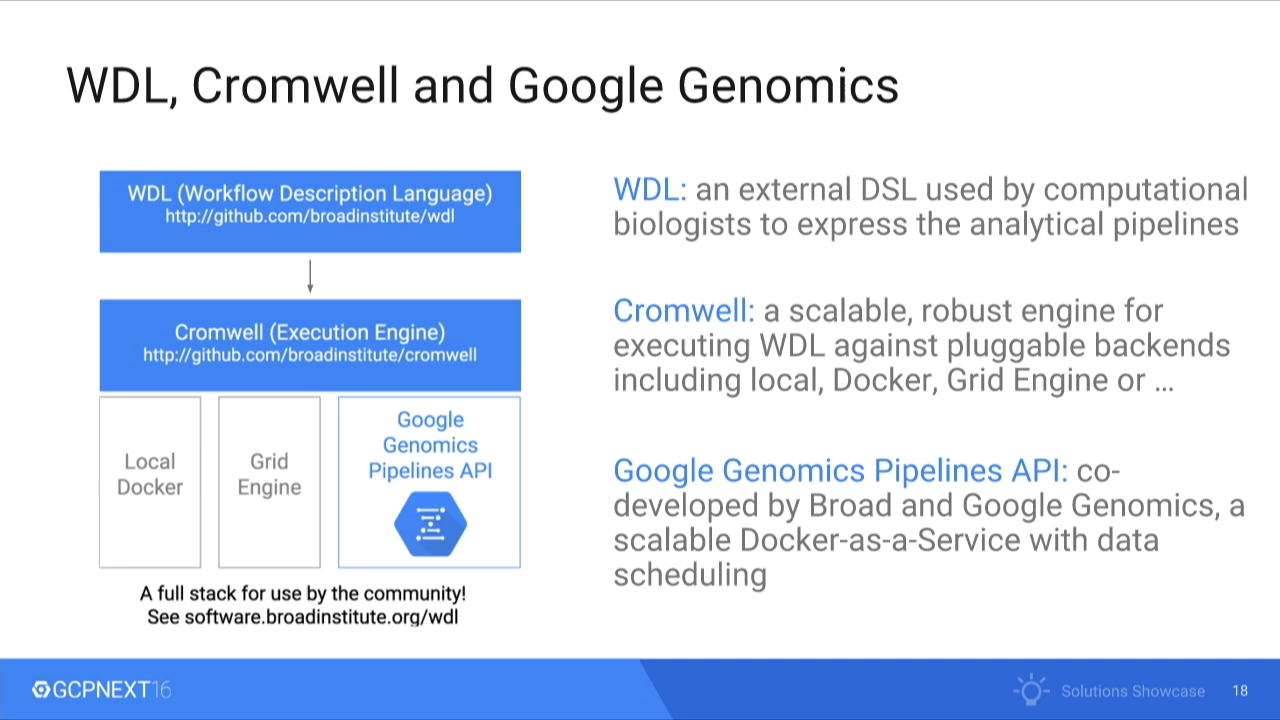 WDL, Cromwell and Google Genomics
WDL (Workflow Description Language)
http://github.com/broadinstitute/wdl
Cromwell (Execution Engine)
http://github.com/broadinstitute/cromwell
Local
Docker
Grid
Engine
Google
Genomics
Pipelines API
A full stack for use by the community!
See software.broadinstitute.org/wdl
WDL: an external DSL used by computational
biologists to express the analytical pipelines
Cromwell: a scalable, robust engine for
executing WDL against pluggable backends
including local, Docker, Grid Engine or ...
Google Genomics Pipelines API: co-
developed by Broad and Google Genomics, a
scalable Docker-as-a-Service with data
scheduling
GCPNEXT16
Solutions Showcase
18